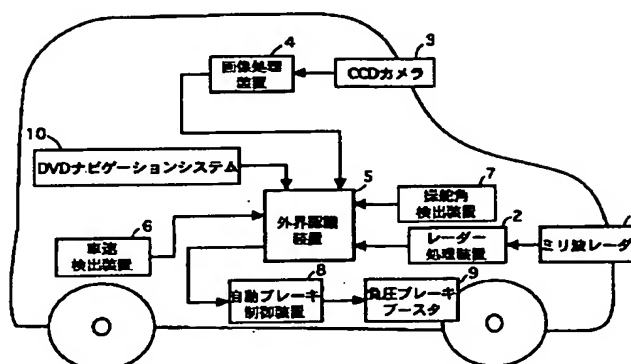 4
画像処理
装置
3
CCDカメラ
10
DVDナビゲーションシステム
5
外界認識
装置
7
操舵角
検出装置
6
車速
検出装置
2
レーダー
処理装置
ミリ波レーダ
8
自動ブレーキ
制御装置
9
負圧ブレーキ
ブースタ